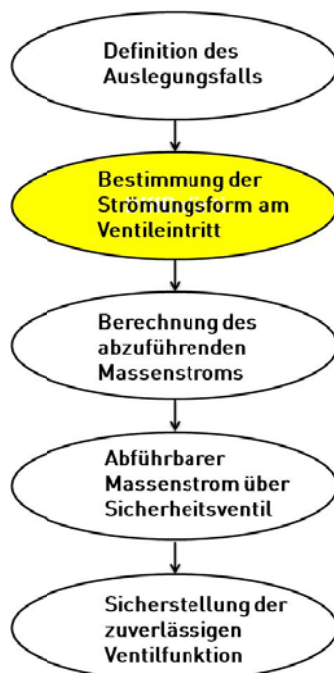 Definition des
Auslegungsfalls
Bestimmung der
Strömungsform am
Ventileintritt
Berechnung des
abzuführenden
Massenstroms
Abführbarer
Massenstrom über
Sicherheitsventil
Sicherstellung der
zuverlässigen
Ventilfunktion